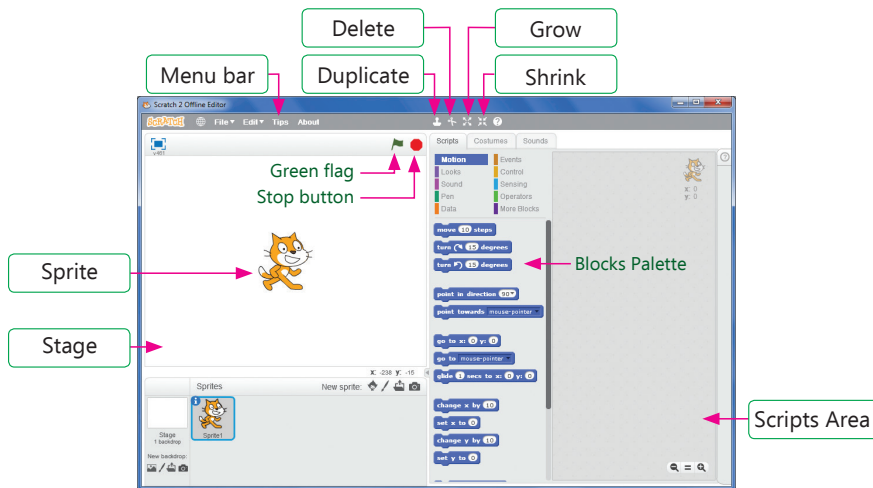 Delete
Grow
Menu bar
Duplicate
Shrink
Scratch 2 Offline Editor
SCRATCH File Edit Tips About
v461
Scripts Costumes Sounds
Green flag
Stop button
Motion Events
Looks Control
Sound Sensing
Pen Operators
Data More Blocks
x: 0
y: 0
move 10 steps
turn 15 degrees
turn 15 degrees
Sprite
Blocks Palette
point in direction 90
point towards mouse-pointer
Stage
go to x: 0 y: 0
go to mouse-pointer
glide 1 secs to x: 0 y: 0
X: -238 y: -16
Sprites New sprite:
change x by 10
set x to 0
change y by 10
set y to 0
Scripts Area
Stage
1 backdrop
Sprite1
New backdrop: